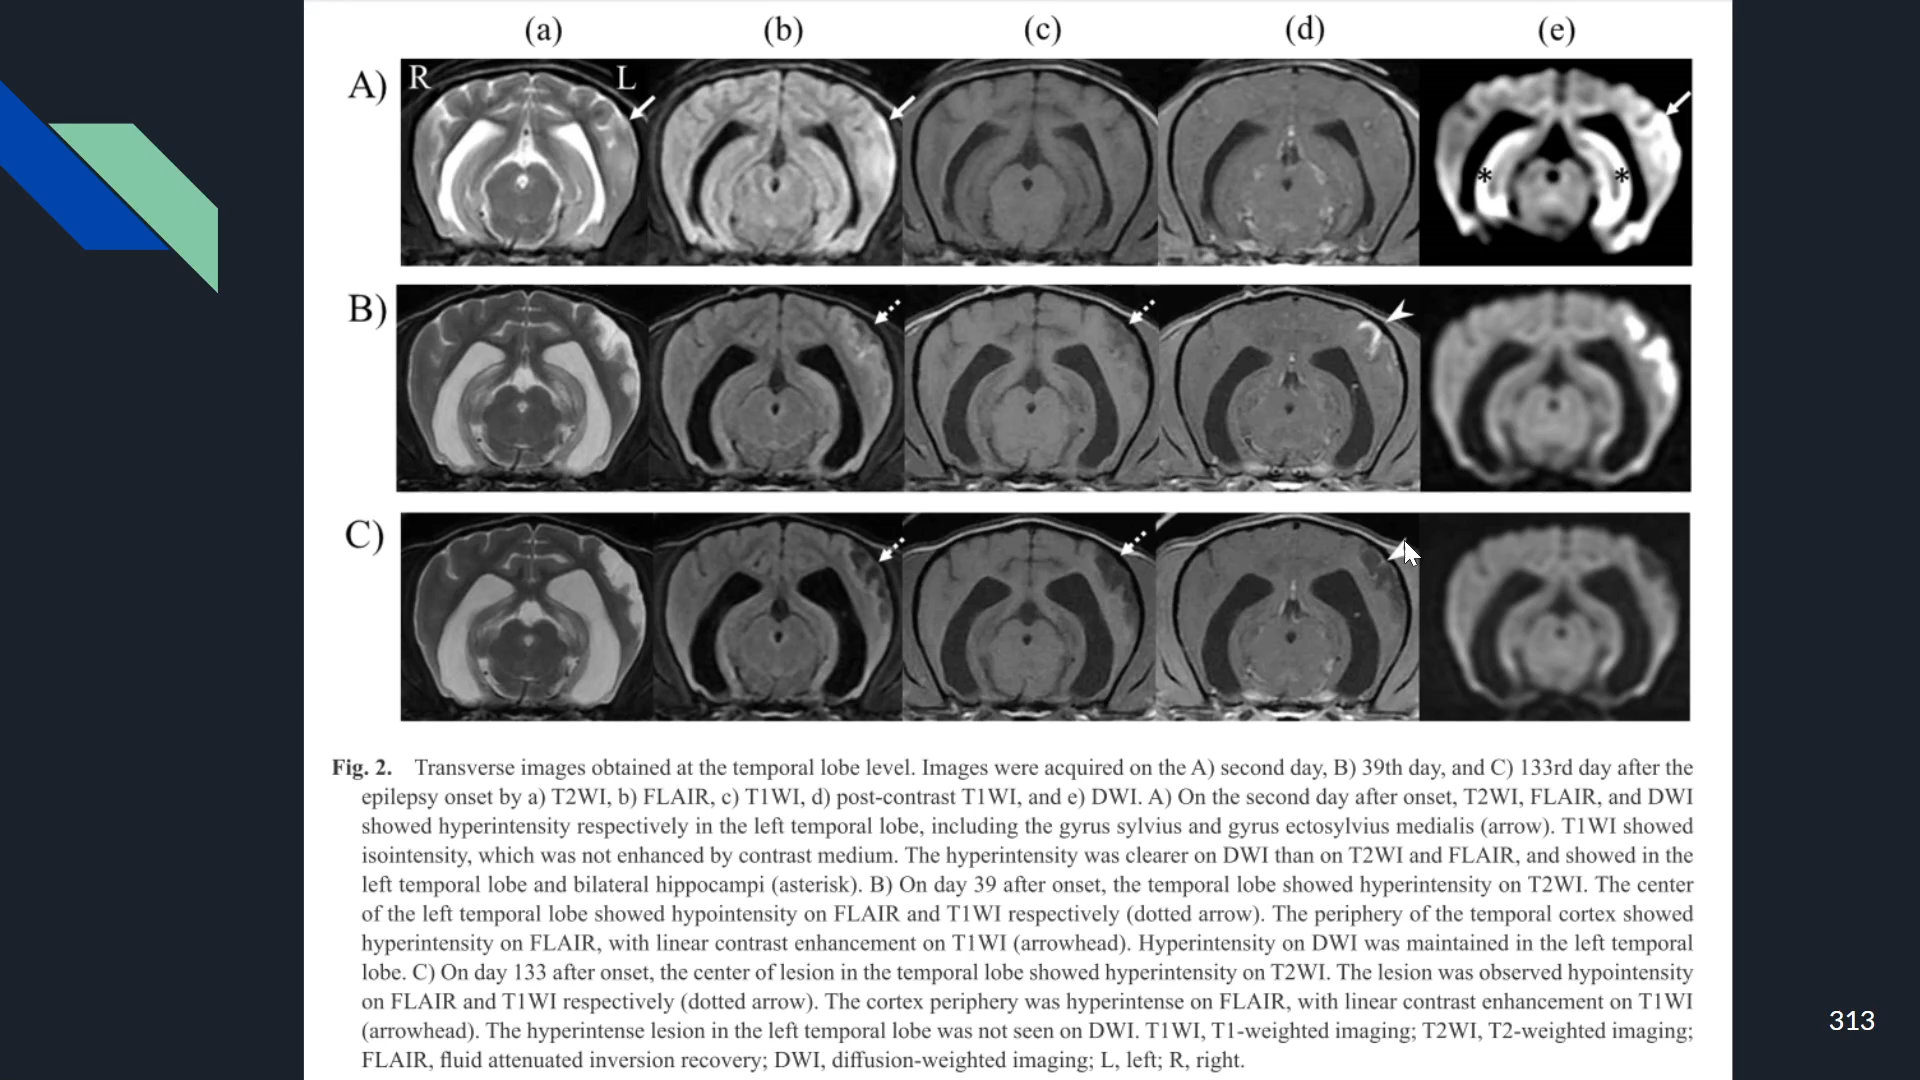 (a) (b) (c) (d) (e)
A) R L
* *
B)
C)
Fig. 2. Transverse images obtained at the temporal lobe level. Images were acquired on the A) second day, B) 39th day, and C) 133rd day after the
epilepsy onset by a) T2WI, b) FLAIR, c) T1WI, d) post-contrast T1WI, and e) DWI. A) On the second day after onset, T2WI, FLAIR, and DWI
showed hyperintensity respectively in the left temporal lobe, including the gyrus sylvius and gyrus ectosylvius medialis (arrow). T1WI showed
isointensity, which was not enhanced by contrast medium. The hyperintensity was clearer on DWI than on T2WI and FLAIR, and showed in the
left temporal lobe and bilateral hippocampi (asterisk). B) On day 39 after onset, the temporal lobe showed hyperintensity on T2WI. The center
of the left temporal lobe showed hypointensity on FLAIR and T1WI respectively (dotted arrow). The periphery of the temporal cortex showed
hyperintensity on FLAIR, with linear contrast enhancement on T1WI (arrowhead). Hyperintensity on DWI was maintained in the left temporal
lobe. C) On day 133 after onset, the center of lesion in the temporal lobe showed hyperintensity on T2WI. The lesion was observed hypointensity
on FLAIR and T1WI respectively (dotted arrow). The cortex periphery was hyperintense on FLAIR, with linear contrast enhancement on T1WI
(arrowhead). The hyperintense lesion in the left temporal lobe was not seen on DWI. T1WI, T1-weighted imaging; T2WI, T2-weighted imaging;
FLAIR, fluid attenuated inversion recovery; DWI, diffusion-weighted imaging; L, left; R, right.
313